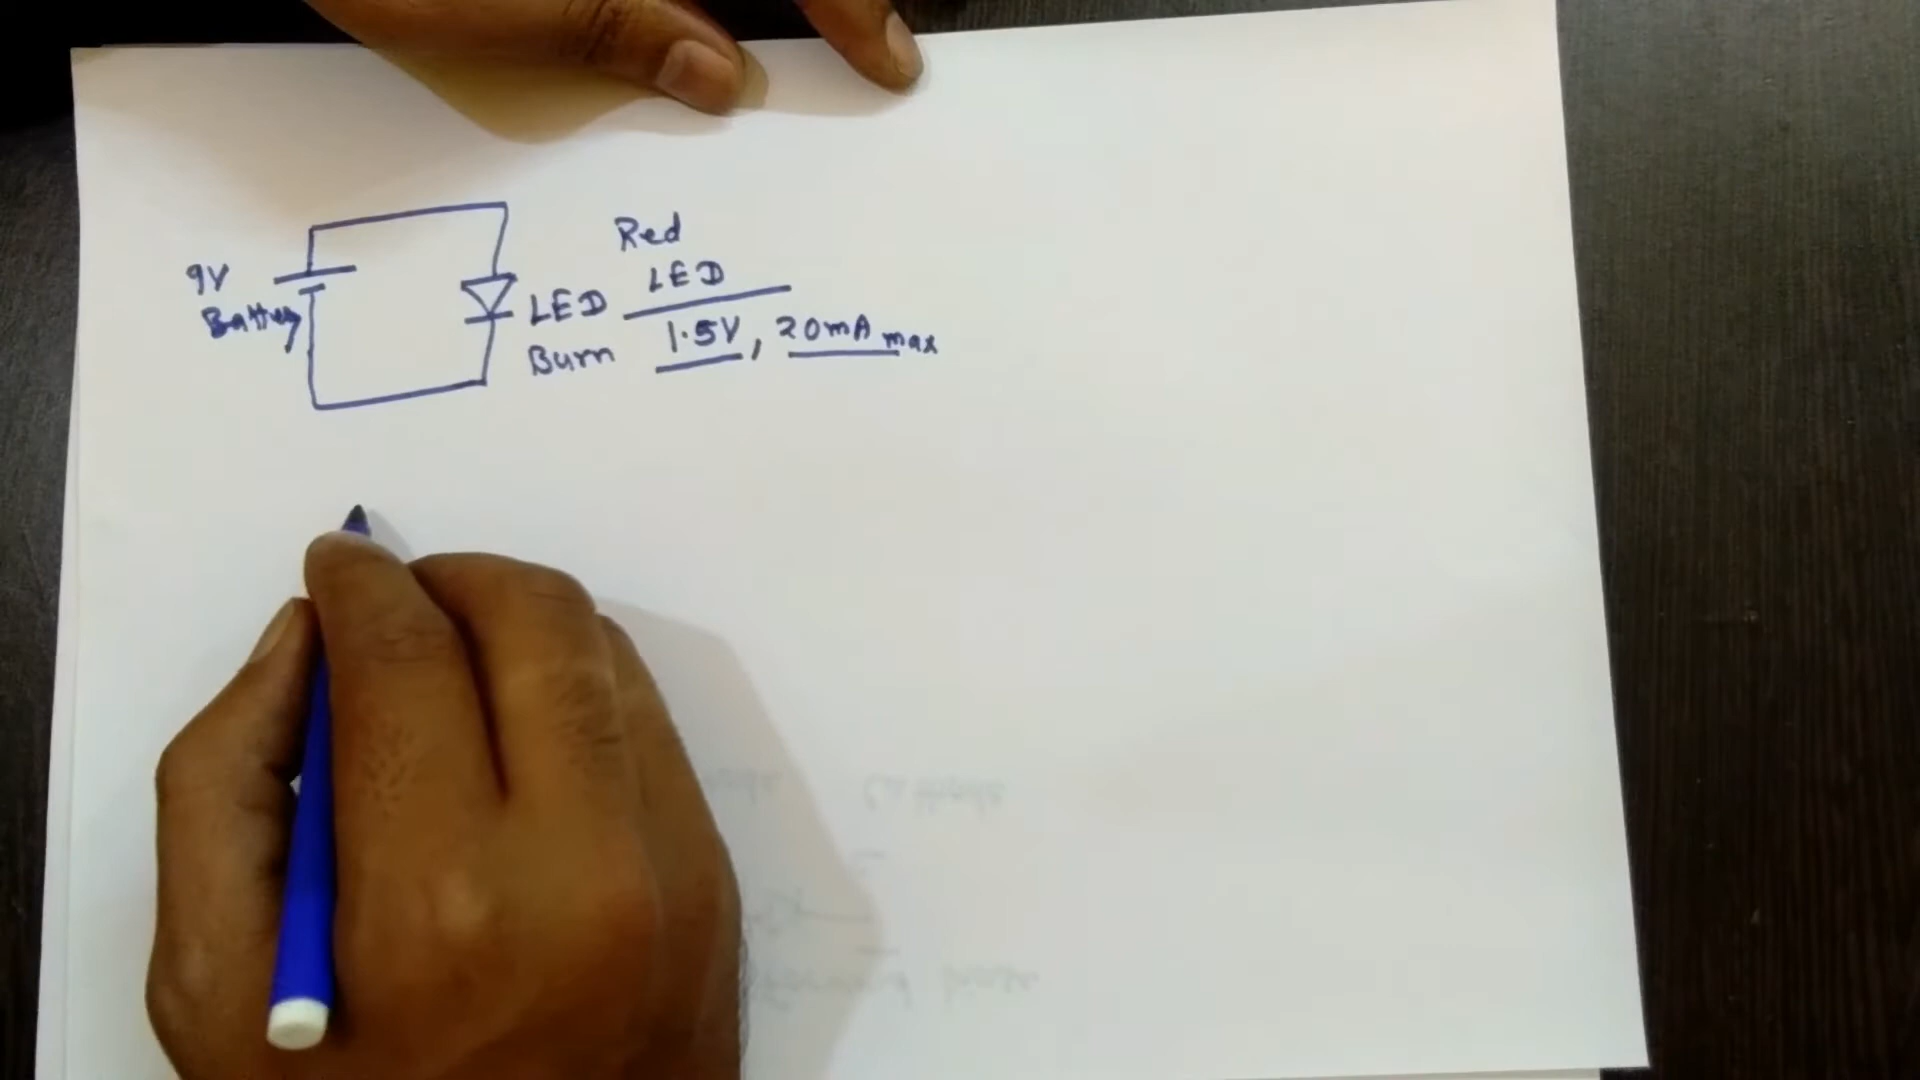 9V
Battery
LED
Burn
Red
LED
1.5V, 20mA max